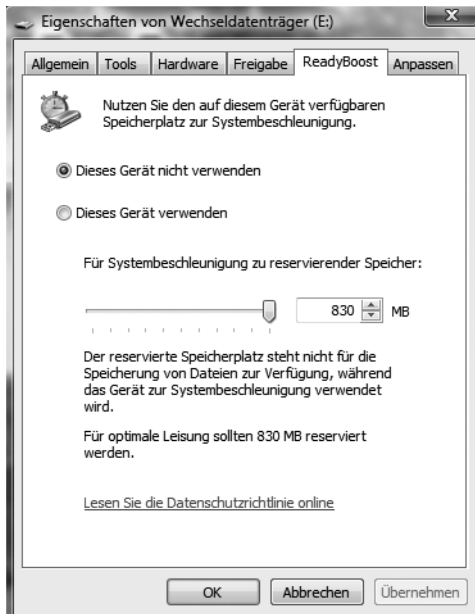 Eigenschaften von Wechseldatenträger (E:)
Allgemein Tools Hardware Freigabe ReadyBoost Anpassen
Nutzen Sie den auf diesem Gerät verfügbaren
Speicherplatz zur Systembeschleunigung.
Dieses Gerät nicht verwenden
Dieses Gerät verwenden
Für Systembeschleunigung zu reservierender Speicher:
830 MB
Der reservierte Speicherplatz steht nicht für die
Speicherung von Dateien zur Verfügung, während
das Gerät zur Systembeschleunigung verwendet
wird.
Für optimale Leisung sollten 830 MB reserviert
werden.
Lesen Sie die Datenschutzrichtlinie online
OK Abbrechen Übernehmen